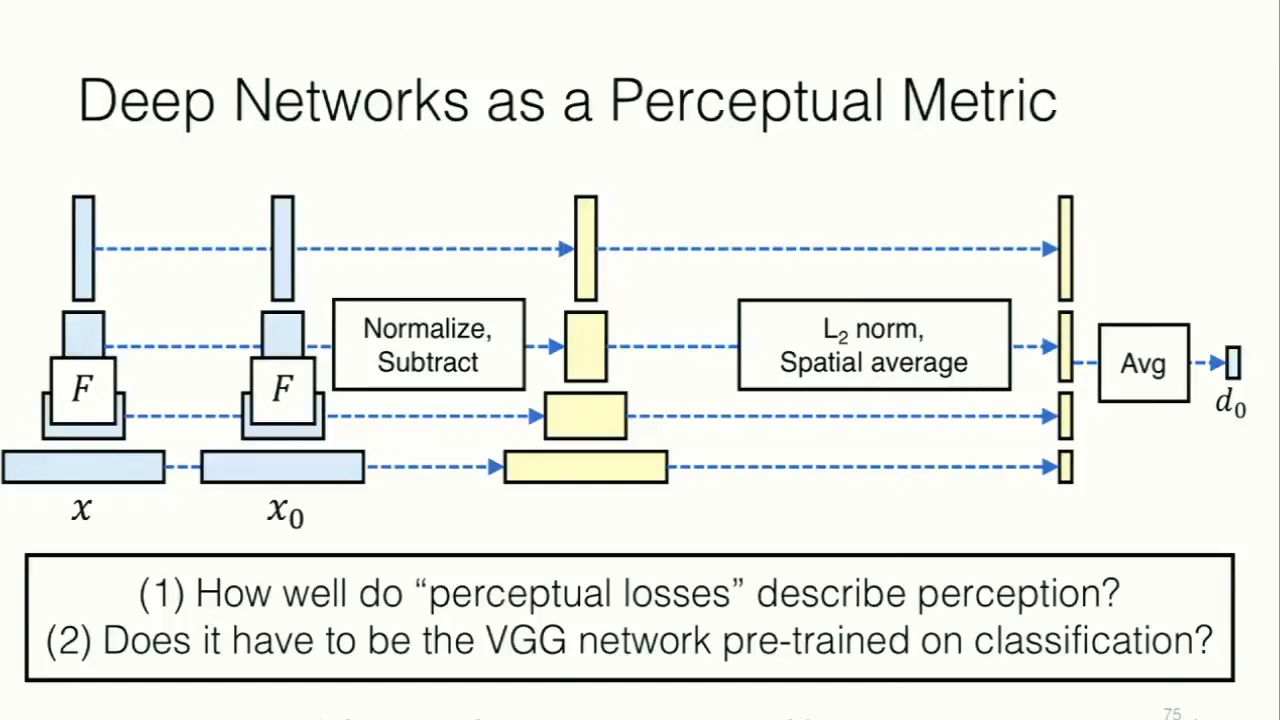 Deep Networks as a Perceptual Metric
F
F
Normalize,
Subtract
L₂ norm,
Spatial average
Avg
d₀
x
x₀
(1) How well do “perceptual losses” describe perception?
(2) Does it have to be the VGG network pre-trained on classification?
75